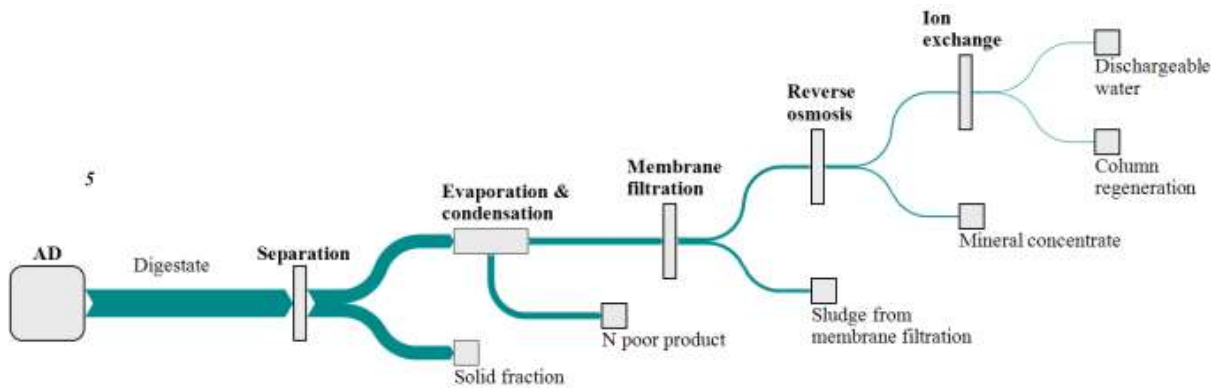 Ion
exchange
Dischargeable
water
Reverse
osmosis
Column
regeneration
5
Membrane
filtration
Evaporation &
condensation
Mineral concentrate
AD
Digestate
Separation
Sludge from
membrane filtration
N poor product
Solid fraction